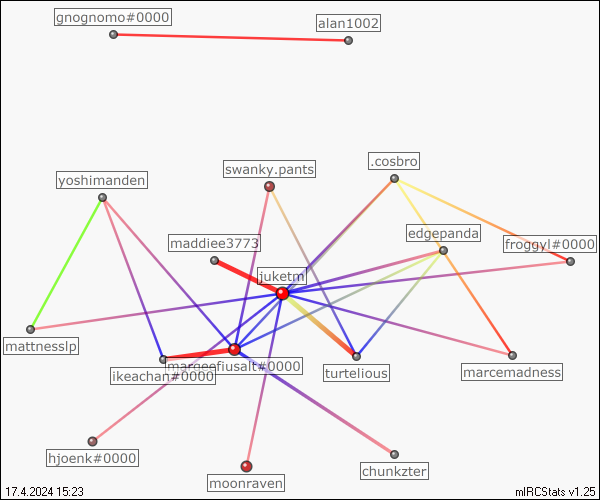 gnognomo#0000
alan1002
.cosbro
swanky.pants
yoshimanden
edgepanda
maddiee3773
froggyl#0000
juketm
mattnesslp
margeefiusalt#0000
turtelious
marcemadness
ikeachan#0000
hjoenk#0000
chunkzter
moonraven
17.4.2024 15:23
mIRCStats v1.25